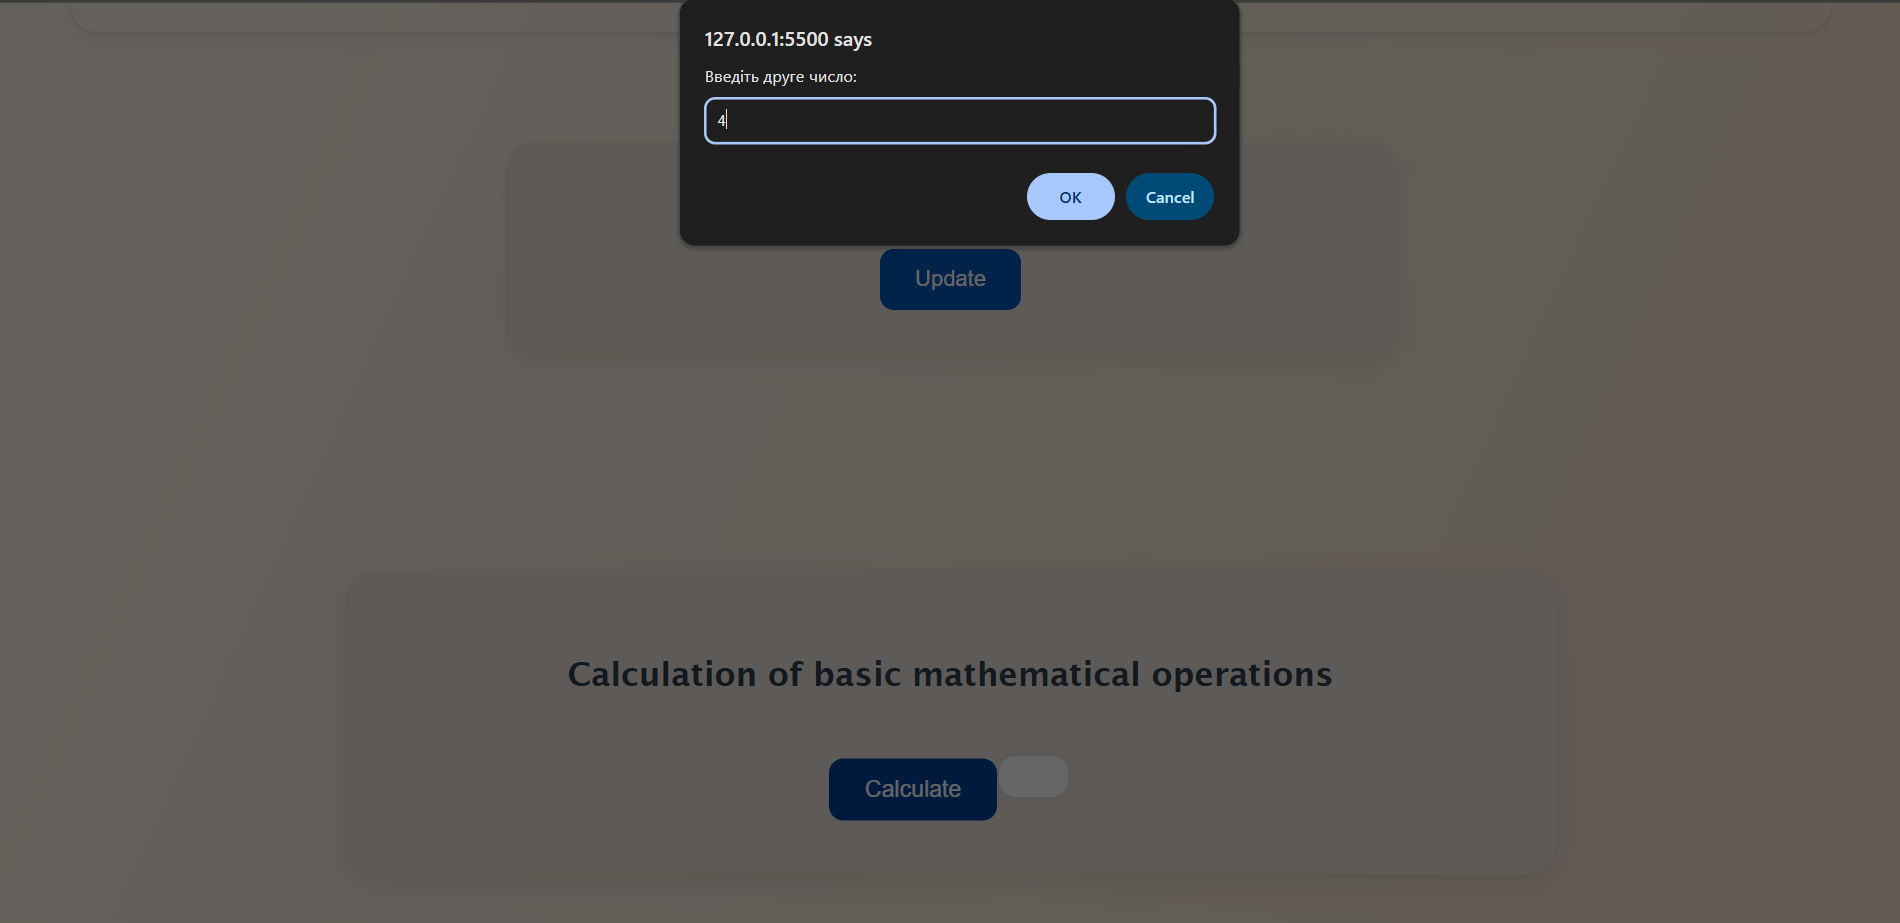 127.0.0.1:5500 says
Введіть друге число:
4
OK Cancel
Update
Calculation of basic mathematical operations
Calculate